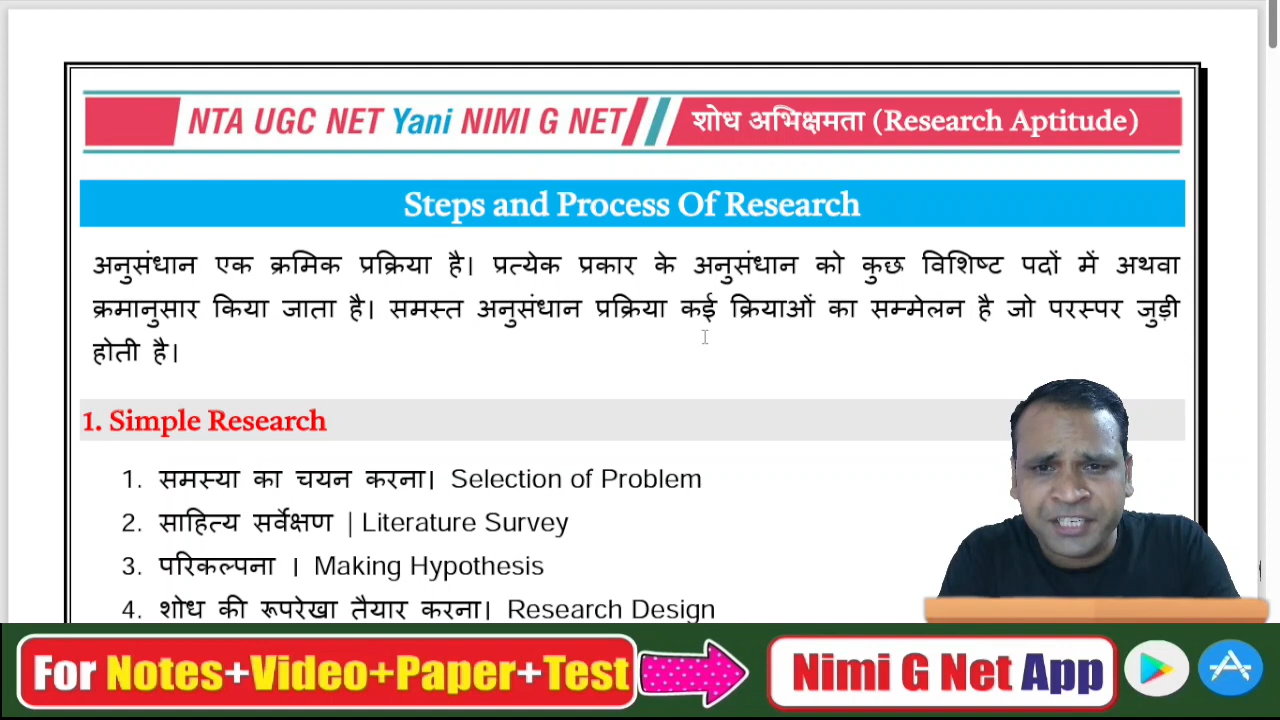 NTA UGC NET Yani NIMI G NET
शोध अभिक्षमता (Research Aptitude)
Steps and Process Of Research
अनुसंधान एक क्रमिक प्रक्रिया है। प्रत्येक प्रकार के अनुसंधान को कुछ विशिष्ट पदों में अथवा
क्रमानुसार किया जाता है। समस्त अनुसंधान प्रक्रिया कई क्रियाओं का सम्मेलन है जो परस्पर जुड़ी
होती है।
1. Simple Research
1. समस्या का चयन करना। Selection of Problem
2. साहित्य सर्वेक्षण | Literature Survey
3. परिकल्पना । Making Hypothesis
4. शोध की रूपरेखा तैयार करना। Research Design
For Notes+Video+Paper+Test
Nimi G Net App